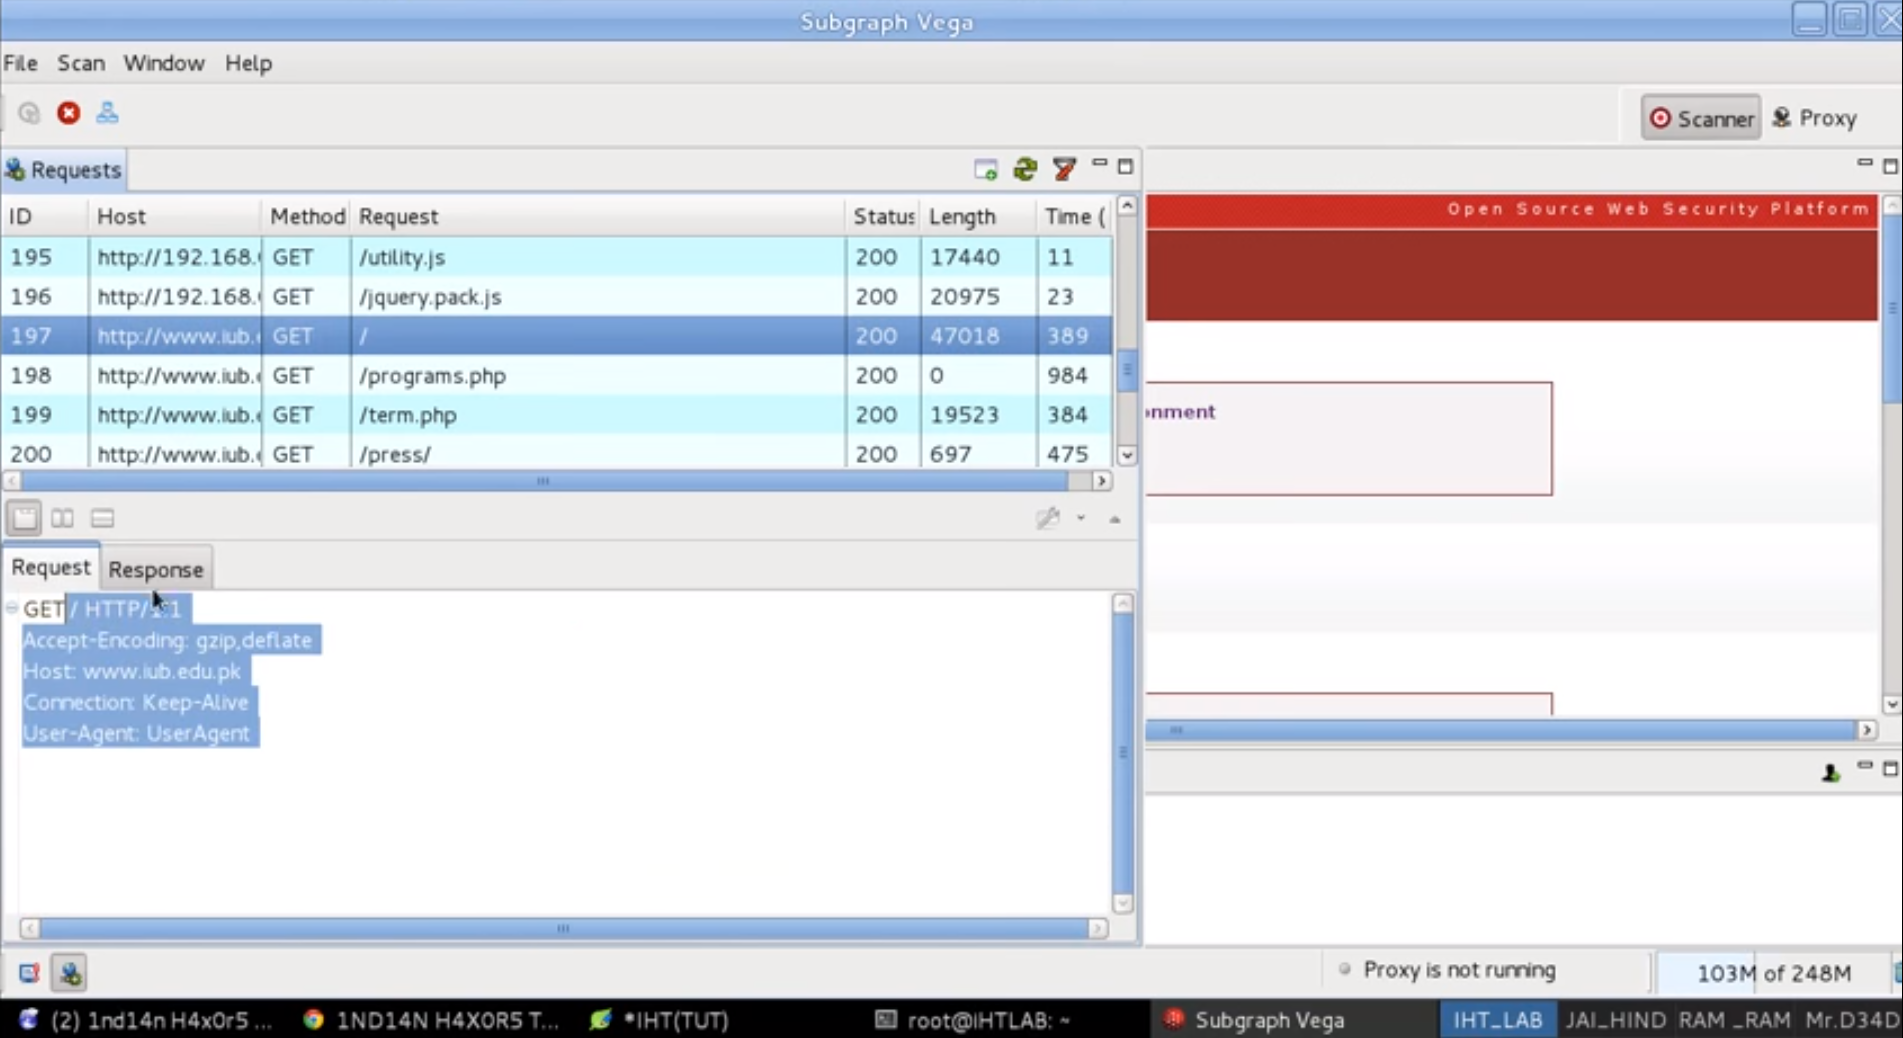 Subgraph Vega
File Scan Window Help
Scanner Proxy
Requests
ID Host Method Request Status Length Time (
195 http://192.168. GET /utility.js 200 17440 11
196 http://192.168. GET /jquery.pack.js 200 20975 23
197 http://www.iub. GET / 200 47018 389
198 http://www.iub. GET /programs.php 200 0 984
199 http://www.iub. GET /term.php 200 19523 384
200 http://www.iub. GET /press/ 200 697 475
Open Source Web Security Platform
onment
Request Response
GET / HTTP/1.1
Accept-Encoding: gzip,deflate
Host: www.iub.edu.pk
Connection: Keep-Alive
User-Agent: UserAgent
Proxy is not running
103M of 248M
(2) 1nd14n H4x0r5 ... 1ND14N H4X0R5 T... *IHT(TUT) root@IHTLAB: ~ Subgraph Vega IHT_LAB JAI_HIND RAM _RAM Mr.D34D